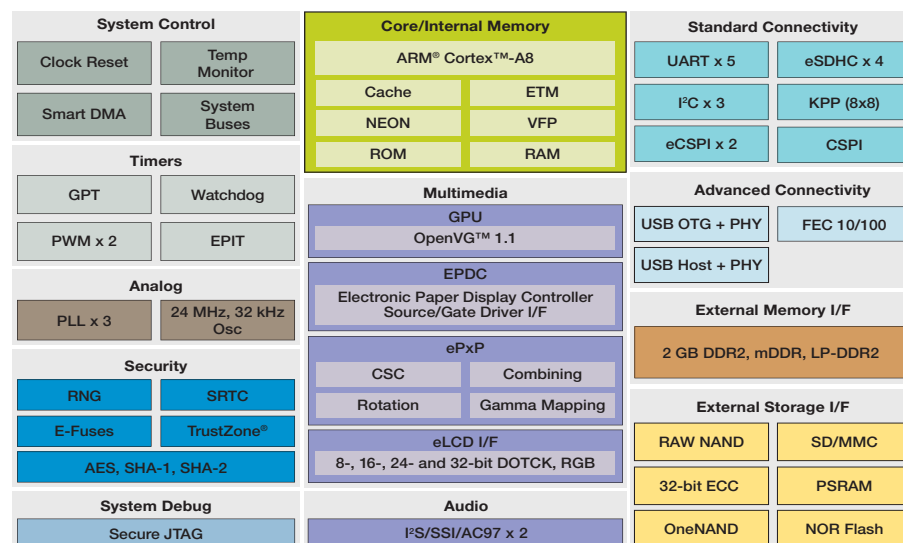 System Control
Clock Reset
Temp
Monitor
Smart DMA
System
Buses
Timers
GPT
Watchdog
PWM x 2
EPIT
Analog
PLL x 3
24 MHz, 32 kHz
Osc
Security
RNG
SRTC
E-Fuses
TrustZone®
AES, SHA-1, SHA-2
System Debug
Secure JTAG
Core/Internal Memory
ARM® Cortex™-A8
Cache
ETM
NEON
VFP
ROM
RAM
Multimedia
GPU
OpenVG™ 1.1
EPDC
Electronic Paper Display Controller
Source/Gate Driver I/F
ePxP
CSC
Combining
Rotation
Gamma Mapping
eLCD I/F
8-, 16-, 24- and 32-bit DOTCK, RGB
Audio
I²S/SSI/AC97 x 2
Standard Connectivity
UART x 5
eSDHC x 4
I²C x 3
KPP (8x8)
eCSPI x 2
CSPI
Advanced Connectivity
USB OTG + PHY
FEC 10/100
USB Host + PHY
External Memory I/F
2 GB DDR2, mDDR, LP-DDR2
External Storage I/F
RAW NAND
SD/MMC
32-bit ECC
PSRAM
OneNAND
NOR Flash